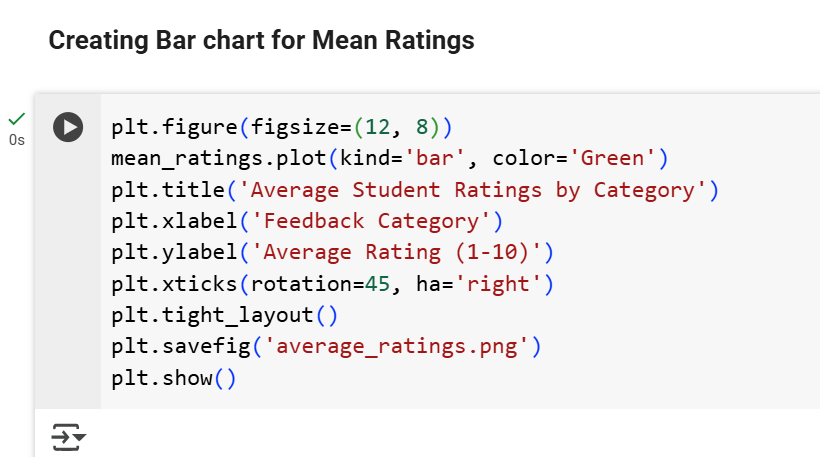 Creating Bar chart for Mean Ratings
0s
plt.figure(figsize=(12, 8))
mean_ratings.plot(kind='bar', color='Green')
plt.title('Average Student Ratings by Category')
plt.xlabel('Feedback Category')
plt.ylabel('Average Rating (1-10)')
plt.xticks(rotation=45, ha='right')
plt.tight_layout()
plt.savefig('average_ratings.png')
plt.show()